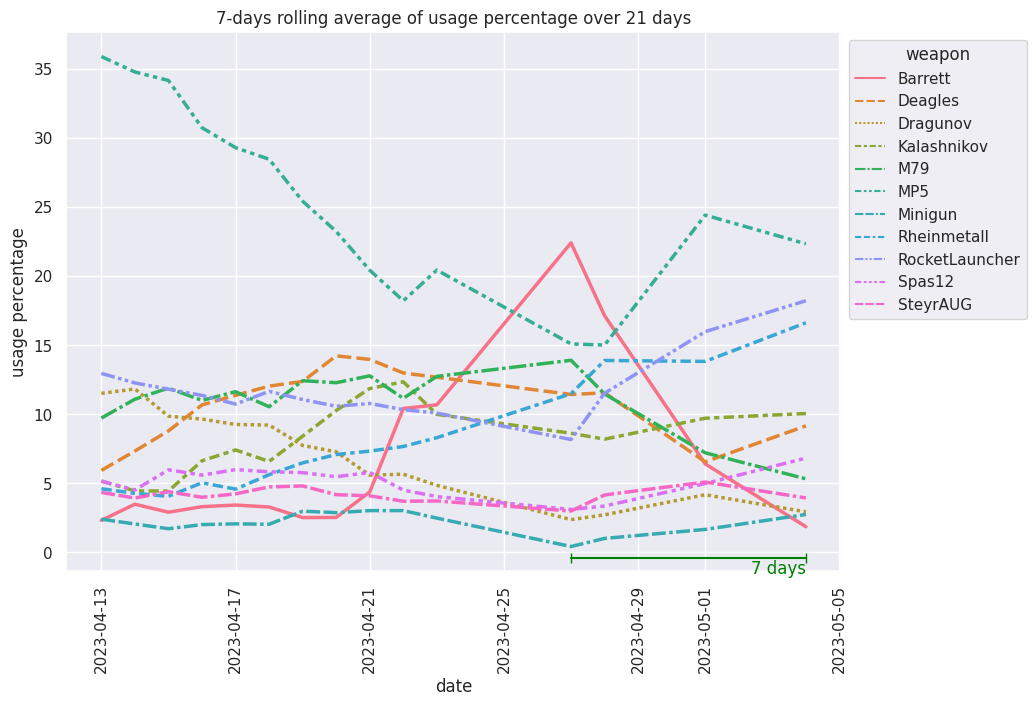 7-days rolling average of usage percentage over 21 days
usage percentage
35
30
25
20
15
10
5
0
weapon
Barrett
Deagles
Dragunov
Kalashnikov
M79
MP5
Minigun
Rheinmetall
RocketLauncher
Spas12
SteyrAUG
7 days
2023-04-13
2023-04-17
2023-04-21
2023-04-25
2023-04-29
2023-05-01
2023-05-05
date